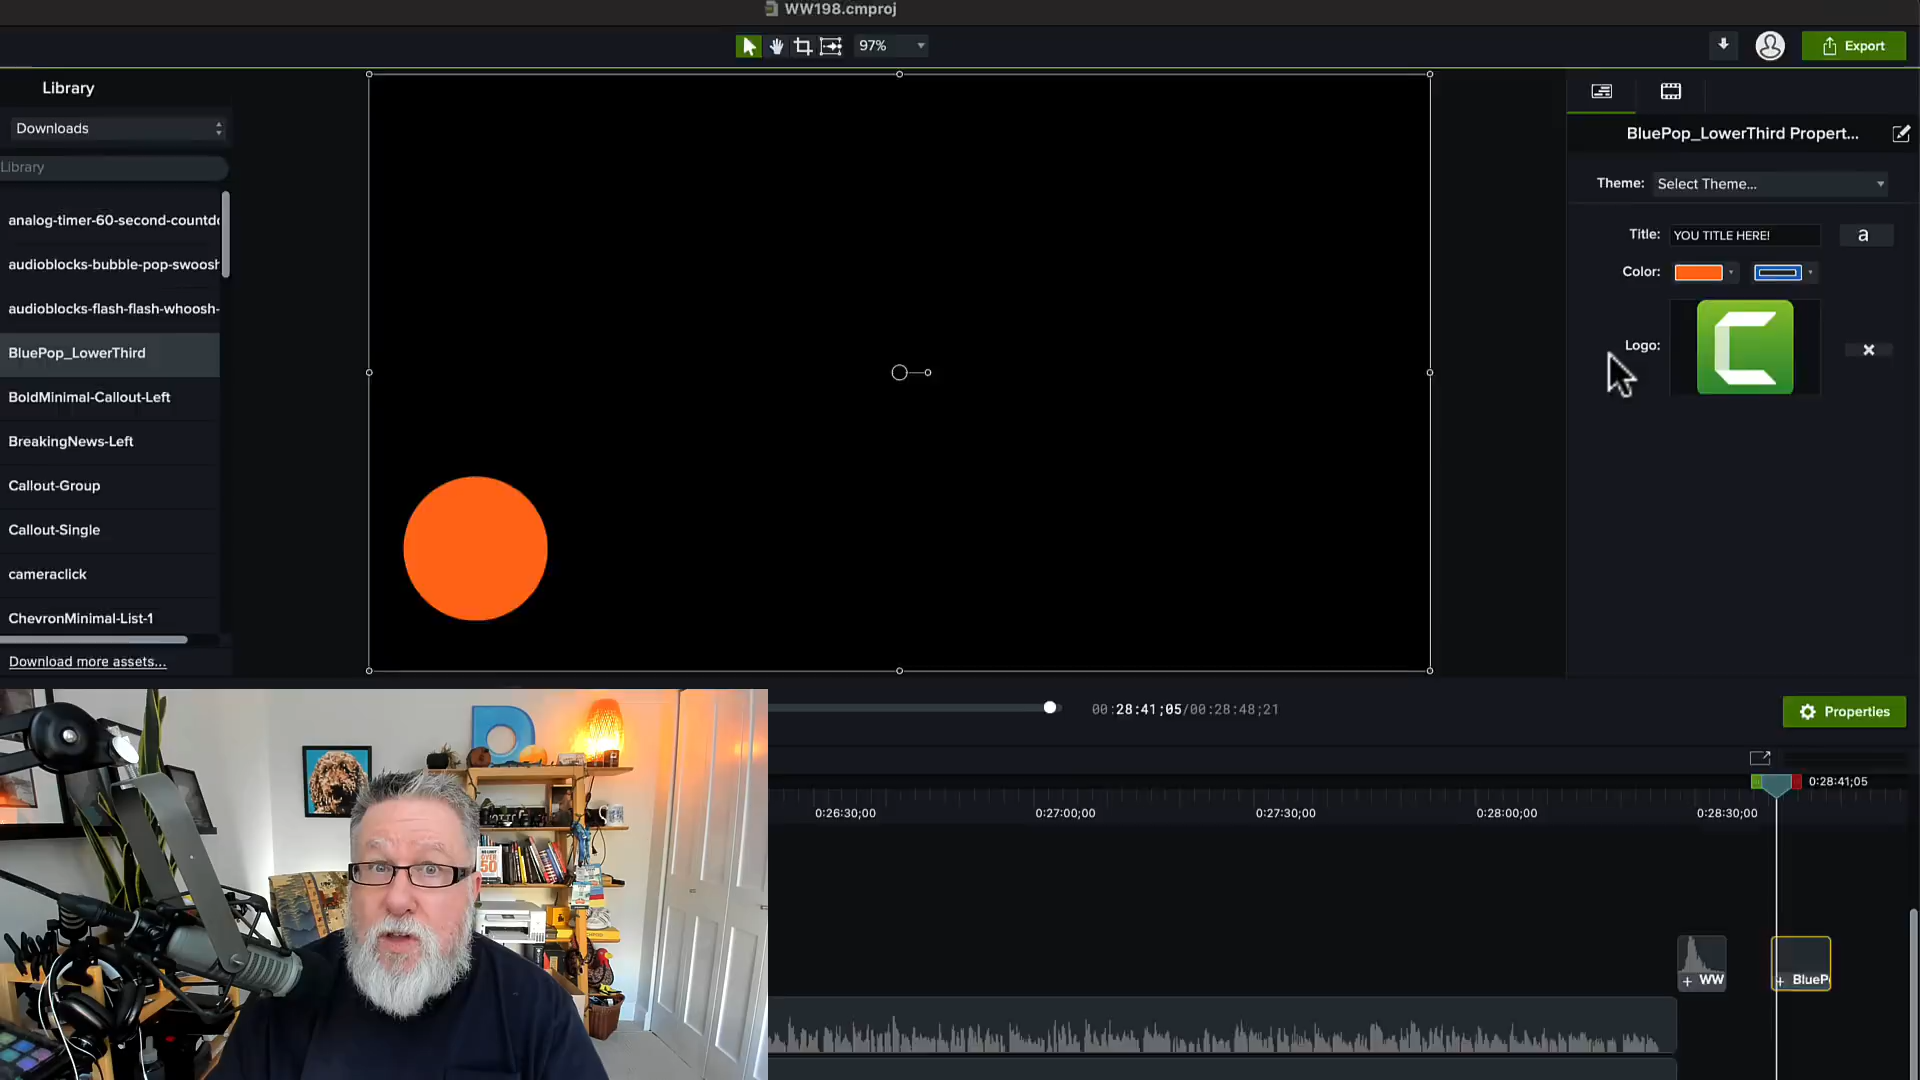 WW198.cmproj
97%
Export
Library
Downloads
Library
analog-timer-60-second-countdo
audioblocks-bubble-pop-swoosh
audioblocks-flash-flash-whoosh-
BluePop_LowerThird
BoldMinimal-Callout-Left
BreakingNews-Left
Callout-Group
Callout-Single
cameraclick
ChevronMinimal-List-1
Download more assets...
BluePop_LowerThird Propert...
Theme: Select Theme...
Title: YOU TITLE HERE! a
Color:
Logo:
00:28:41;05/00:28:48;21
Properties
0:28:41;05
0:26:30;00 0:27:00;00 0:27:30;00 0:28:00;00 0:28:30;00
+ WW
+ BlueP
OVER
50